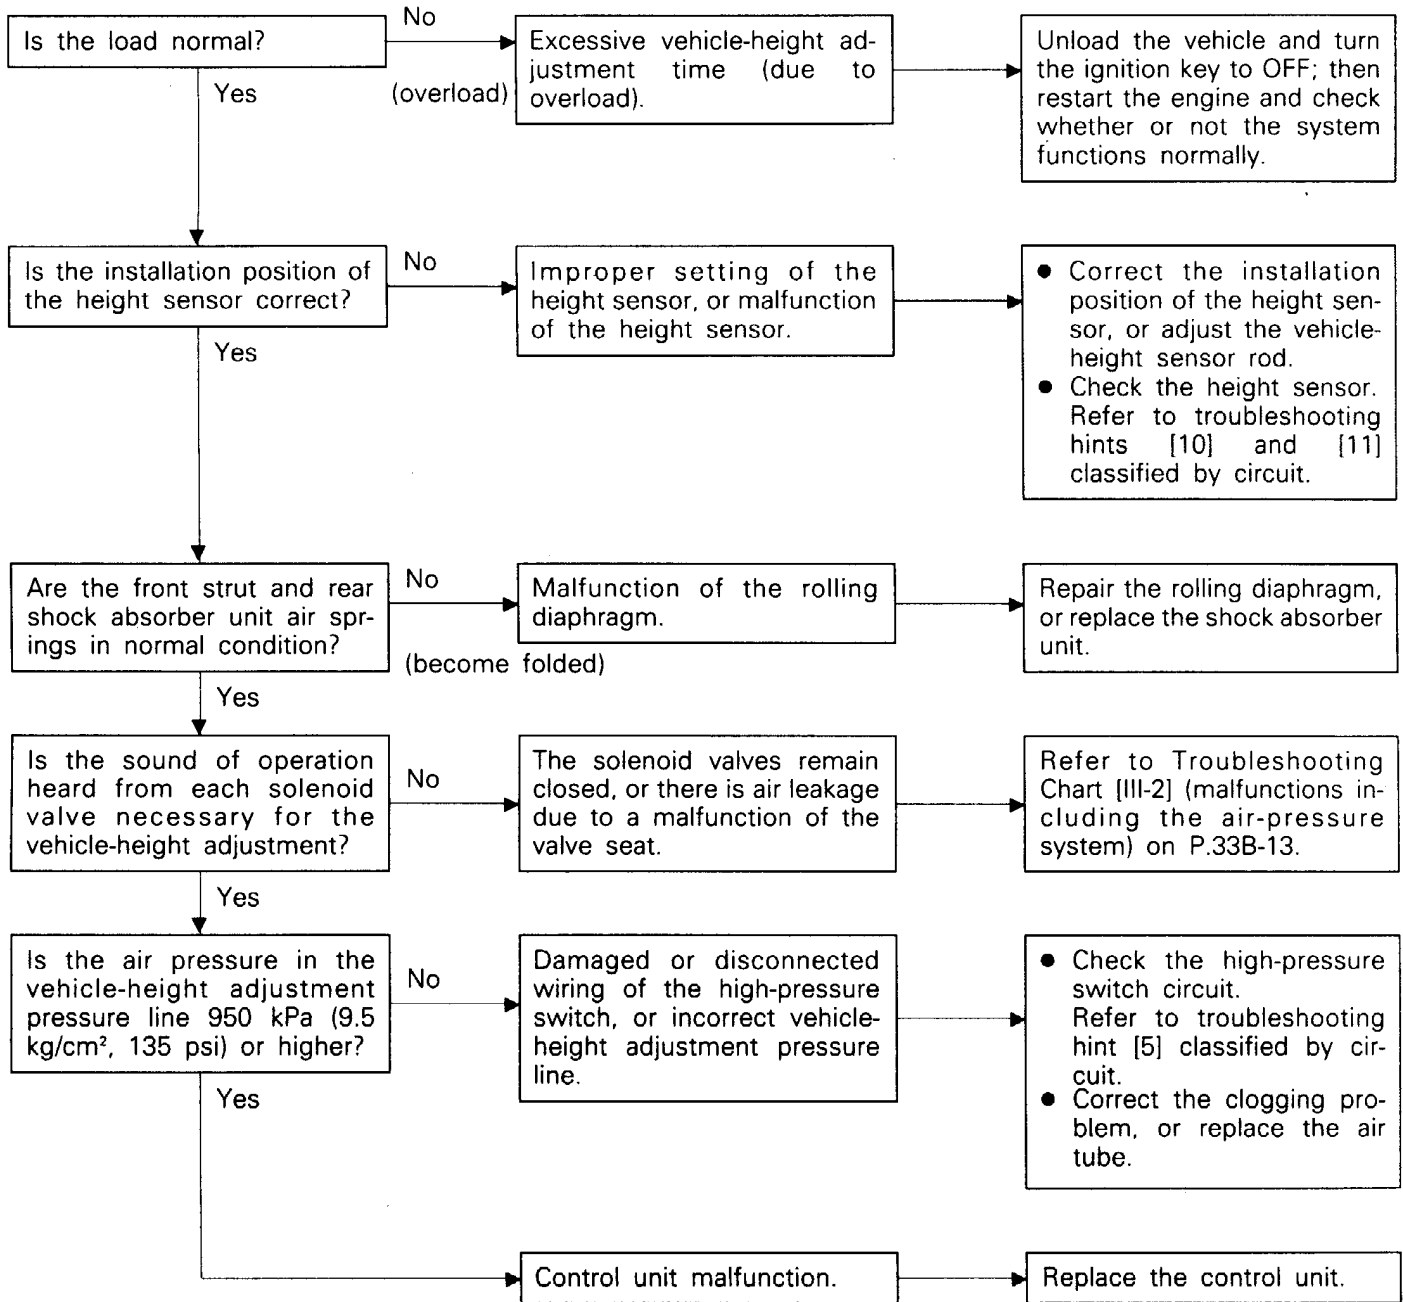 Is the load normal?
No
(overload)
Yes
Excessive vehicle-height ad-
justment time (due to
overload).
Unload the vehicle and turn
the ignition key to OFF; then
restart the engine and check
whether or not the system
functions normally.
Is the installation position of
the height sensor correct?
No
Yes
Improper setting of the
height sensor, or malfunction
of the height sensor.
● Correct the installation
position of the height sen-
sor, or adjust the vehicle-
height sensor rod.
● Check the height sensor.
Refer to troubleshooting
hints [10] and [11]
classified by circuit.
Are the front strut and rear
shock absorber unit air spr-
ings in normal condition?
No
(become folded)
Yes
Malfunction of the rolling
diaphragm.
Repair the rolling diaphragm,
or replace the shock absorber
unit.
Is the sound of operation
heard from each solenoid
valve necessary for the
vehicle-height adjustment?
No
Yes
The solenoid valves remain
closed, or there is air leakage
due to a malfunction of the
valve seat.
Refer to Troubleshooting
Chart [III-2] (malfunctions in-
cluding the air-pressure
system) on P.33B-13.
Is the air pressure in the
vehicle-height adjustment
pressure line 950 kPa (9.5
kg/cm², 135 psi) or higher?
No
Yes
Damaged or disconnected
wiring of the high-pressure
switch, or incorrect vehicle-
height adjustment pressure
line.
● Check the high-pressure
switch circuit.
Refer to troubleshooting
hint [5] classified by cir-
cuit.
● Correct the clogging pro-
blem, or replace the air
tube.
Control unit malfunction.
Replace the control unit.